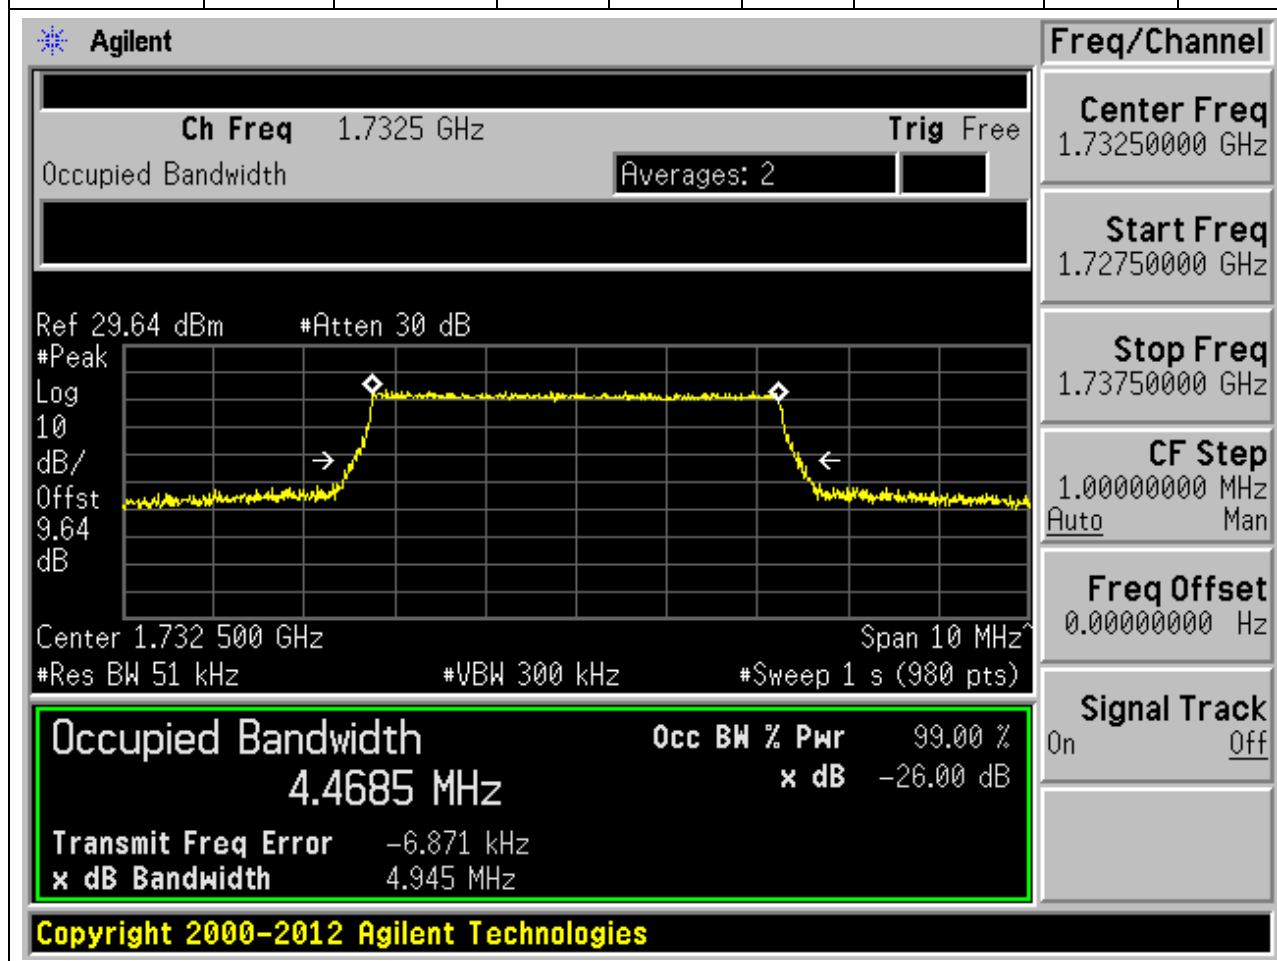 Agilent
Freq/Channel
Ch Freq 1.7325 GHz Trig Free
Occupied Bandwidth Averages: 2
Center Freq
1.73250000 GHz
Start Freq
1.72750000 GHz
Stop Freq
1.73750000 GHz
CF Step
1.00000000 MHz
Auto Man
Freq Offset
0.00000000 Hz
Signal Track
On Off
Ref 29.64 dBm #Atten 30 dB
#Peak
Log
10
dB/
Offst
9.64
dB
Center 1.732 500 GHz Span 10 MHz^
#Res BW 51 kHz #VBW 300 kHz #Sweep 1 s (980 pts)
Occupied Bandwidth Occ BW % Pwr 99.00 %
4.4685 MHz x dB -26.00 dB
Transmit Freq Error -6.871 kHz
x dB Bandwidth 4.945 MHz
Copyright 2000-2012 Agilent Technologies